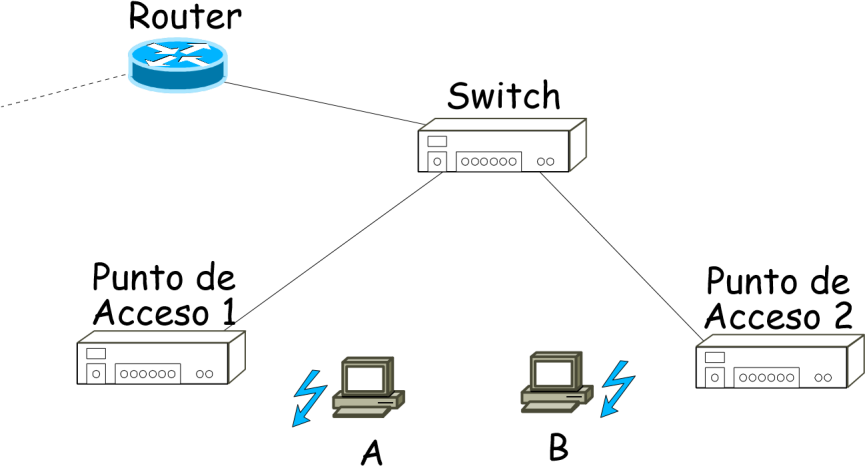 Router
Switch
Punto de
Acceso 1
Punto de
Acceso 2
A
B